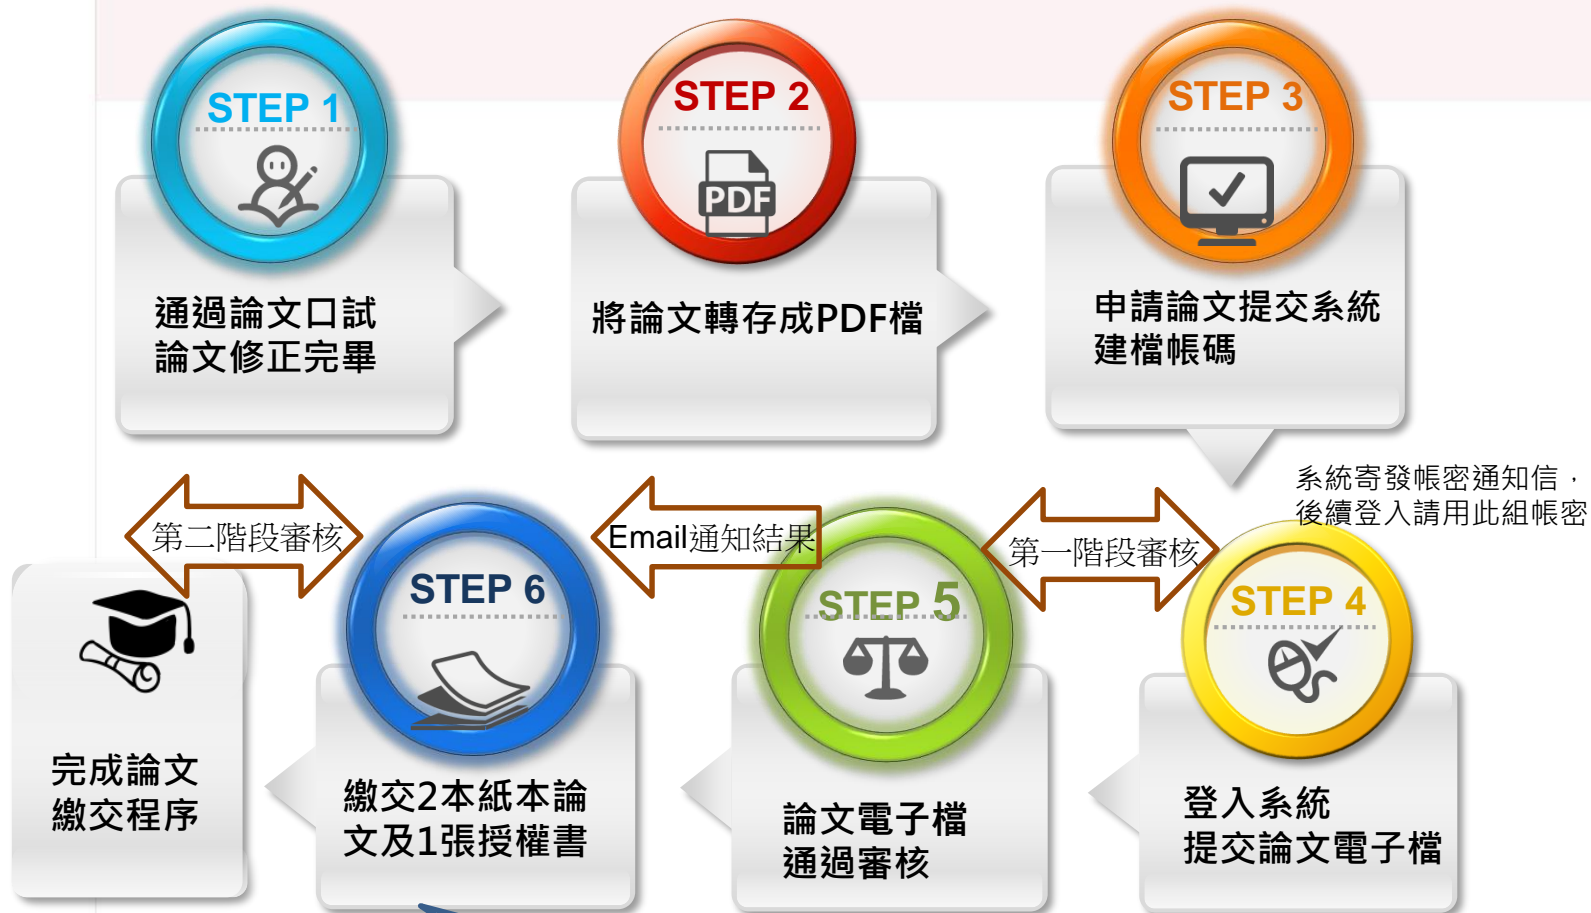 STEP 1
通過論文口試
論文修正完畢
STEP 2
PDF
將論文轉存成PDF檔
STEP 3
申請論文提交系統
建檔帳碼
系統寄發帳密通知信，
後續登入請用此組帳密
STEP 4
登入系統
提交論文電子檔
第一階段審核
STEP 5
論文電子檔
通過審核
Email通知結果
STEP 6
繳交2本紙本論
文及1張授權書
第二階段審核
完成論文
繳交程序